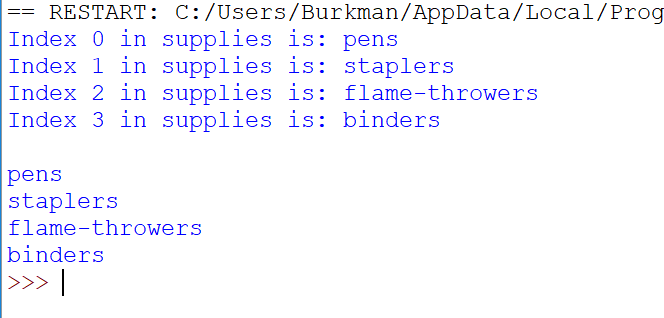 == RESTART: C:/Users/Burkman/AppData/Local/Prog
Index 0 in supplies is: pens
Index 1 in supplies is: staplers
Index 2 in supplies is: flame-throwers
Index 3 in supplies is: binders

pens
staplers
flame-throwers
binders
>>>